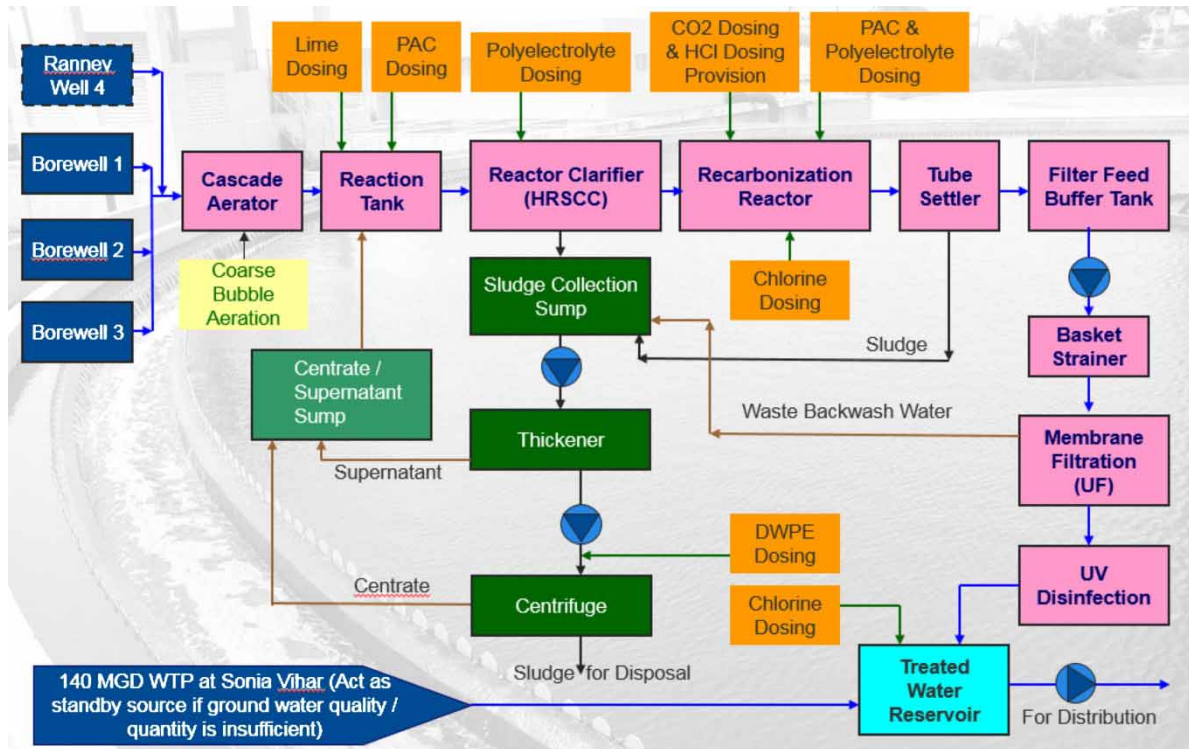 Ranney
Well 4
Borewell 1
Borewell 2
Borewell 3
Lime
Dosing
PAC
Dosing
Polyelectrolyte
Dosing
CO2 Dosing
& HCl Dosing
Provision
PAC &
Polyelectrolyte
Dosing
Cascade
Aerator
Reaction
Tank
Reactor Clarifier
(HRSCC)
Recarbonization
Reactor
Tube
Settler
Filter Feed
Buffer Tank
Coarse
Bubble
Aeration
Sludge Collection
Sump
Chlorine
Dosing
Sludge
Basket
Strainer
Centrate /
Supernatant
Sump
Waste Backwash Water
Thickener
Supernatant
Membrane
Filtration
(UF)
DWPE
Dosing
Centrate
Centrifuge
UV
Disinfection
Chlorine
Dosing
Sludge for Disposal
140 MGD WTP at Sonia Vihar (Act as
standby source if ground water quality /
quantity is insufficient)
Treated
Water
Reservoir
For Distribution